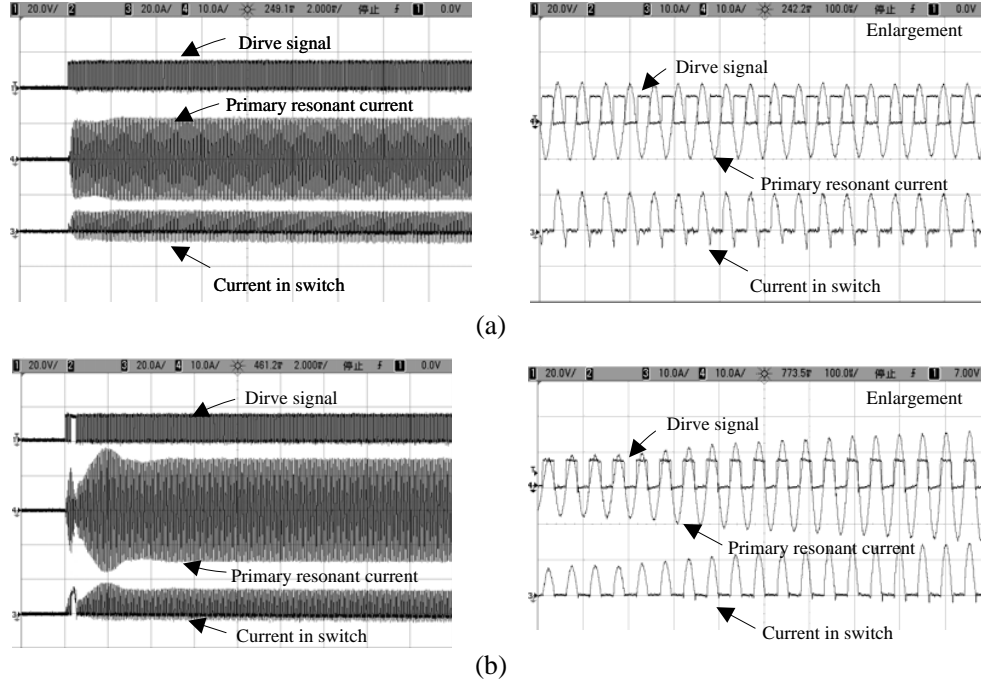 1 20.0V/ 2 3 20.0A/ 4 10.0A/ 249.1▼ 2.000▼/ 停止 1 0.0V
Dirve signal
Primary resonant current
Current in switch
1 20.0V/ 2 3 10.0A/ 4 10.0A/ 242.2▼ 100.0▼/ 停止 1 0.0V
Enlargement
Dirve signal
Primary resonant current
Current in switch
(a)
1 20.0V/ 2 3 20.0A/ 4 10.0A/ 461.2▼ 2.000▼/ 停止 1 0.0V
Dirve signal
Primary resonant current
Current in switch
1 20.0V/ 2 3 10.0A/ 4 10.0A/ 773.5▼ 100.0▼/ 停止 1 7.00V
Enlargement
Dirve signal
Primary resonant current
Current in switch
(b)